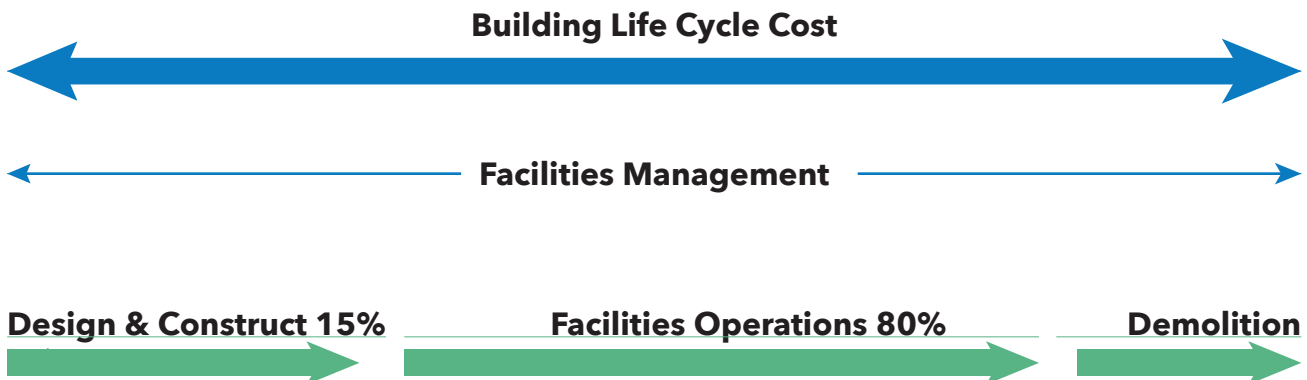 Building Life Cycle Cost
Facilities Management
Design & Construct 15%
Facilities Operations 80%
Demolition